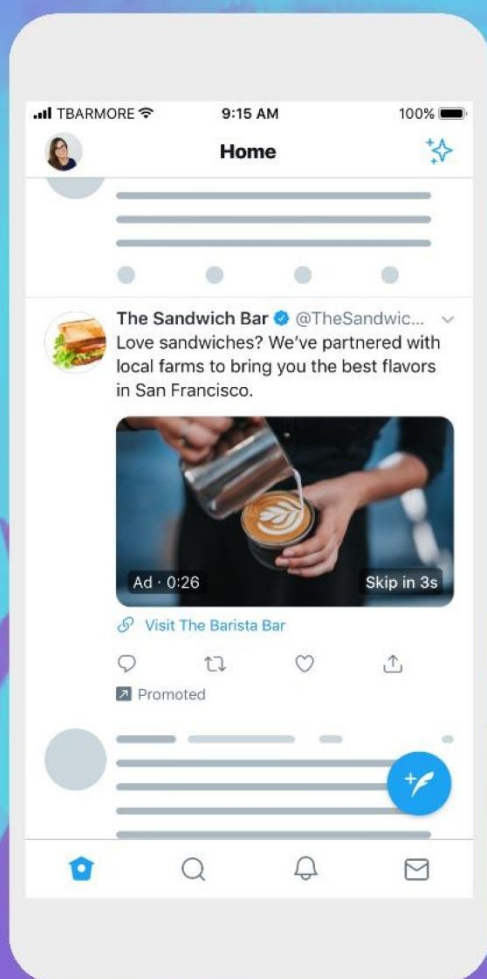 TBARMORE 9:15 AM 100%
Home
The Sandwich Bar @TheSandwic...
Love sandwiches? We've partnered with
local farms to bring you the best flavors
in San Francisco.
Ad · 0:26 Skip in 3s
Visit The Barista Bar
Promoted